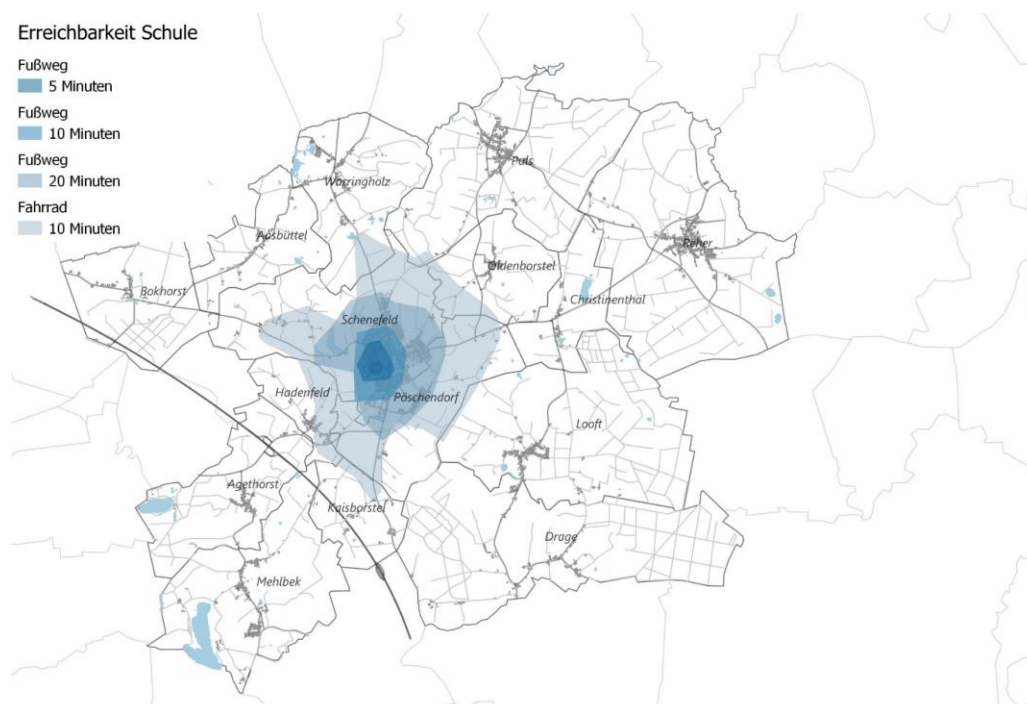 Erreichbarkeit Schule
Fußweg
5 Minuten
Fußweg
10 Minuten
Fußweg
20 Minuten
Fahrrad
10 Minuten
Puls
Warringholz
Reher
Aasbüttel
Oldenborstel
Bokhorst
Christinenthal
Schenefeld
Hadenfeld
Pöschendorf
Looft
Agethorst
Kaisborstel
Drage
Mehlbek